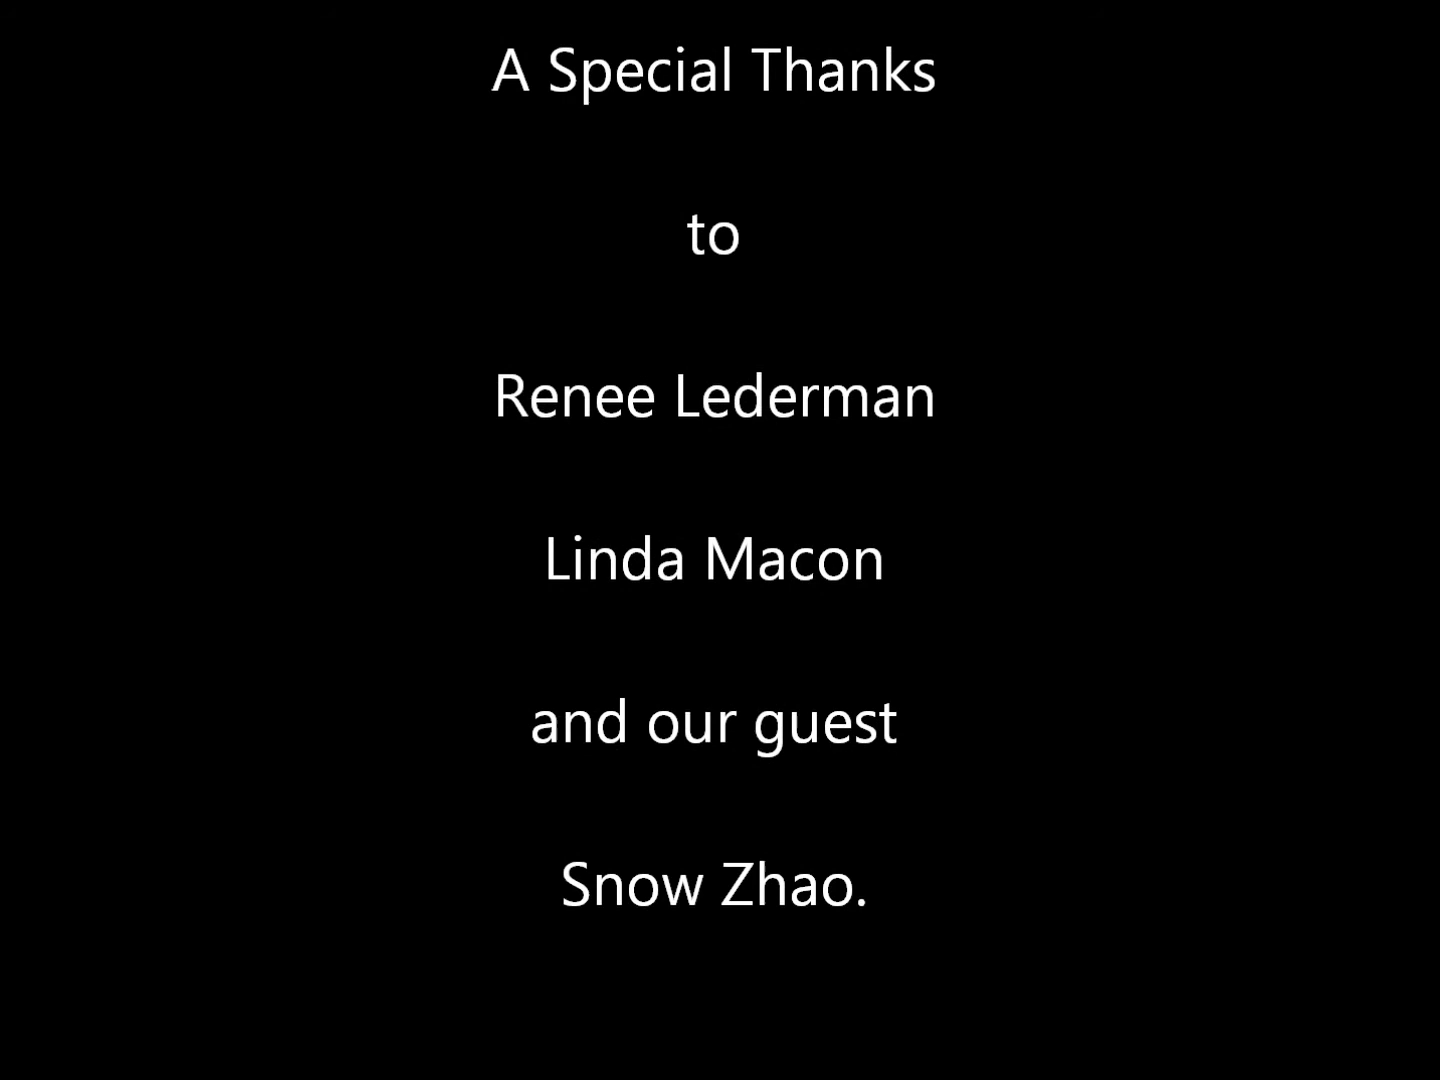 A Special Thanks
to
Renee Lederman
Linda Macon
and our guest
Snow Zhao.